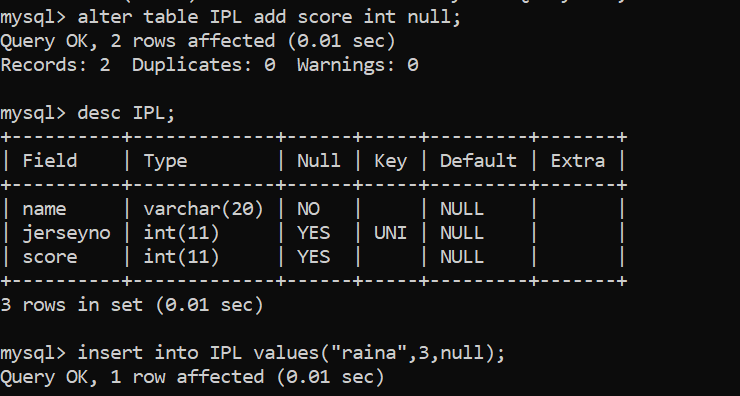 mysql> alter table IPL add score int null;
Query OK, 2 rows affected (0.01 sec)
Records: 2  Duplicates: 0  Warnings: 0

mysql> desc IPL;
+----------+-------------+------+-----+---------+-------+
| Field    | Type        | Null | Key | Default | Extra |
+----------+-------------+------+-----+---------+-------+
| name     | varchar(20) | NO   |     | NULL    |       |
| jerseyno | int(11)     | YES  | UNI | NULL    |       |
| score    | int(11)     | YES  |     | NULL    |       |
+----------+-------------+------+-----+---------+-------+
3 rows in set (0.01 sec)

mysql> insert into IPL values("raina",3,null);
Query OK, 1 row affected (0.01 sec)